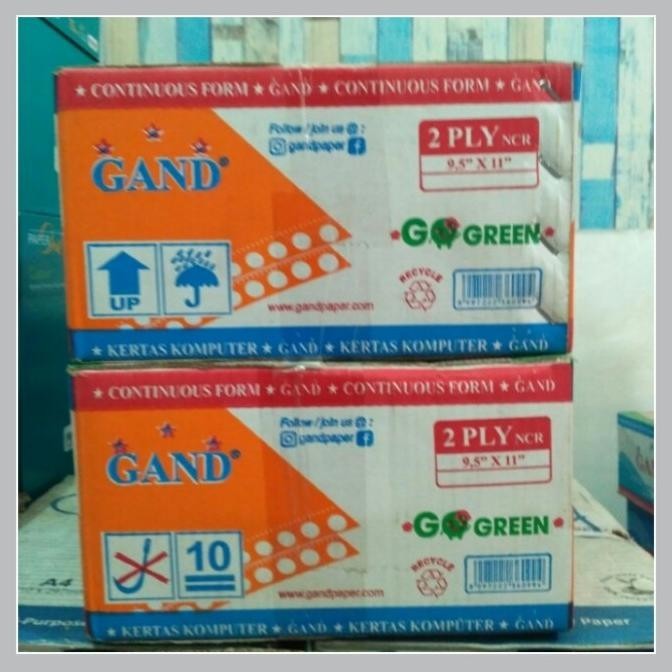 ★ CONTINUOUS FORM ★ GAND ★ CONTINUOUS FORM ★ GAND
Follow / join us @ :
gandpaper
GAND®
2 PLY NCR
9,5" X 11"
GO GREEN
UP
RECYCLE
www.gandpaper.com
★ KERTAS KOMPUTER ★ GAND ★ KERTAS KOMPUTER ★ GAND
★ CONTINUOUS FORM ★ GAND ★ CONTINUOUS FORM ★ GAND
Follow / join us @ :
gandpaper
GAND®
2 PLY NCR
9,5" X 11"
GO GREEN
10
RECYCLE
www.gandpaper.com
★ KERTAS KOMPUTER ★ GAND ★ KERTAS KOMPUTER ★ GAND
A4
Paper